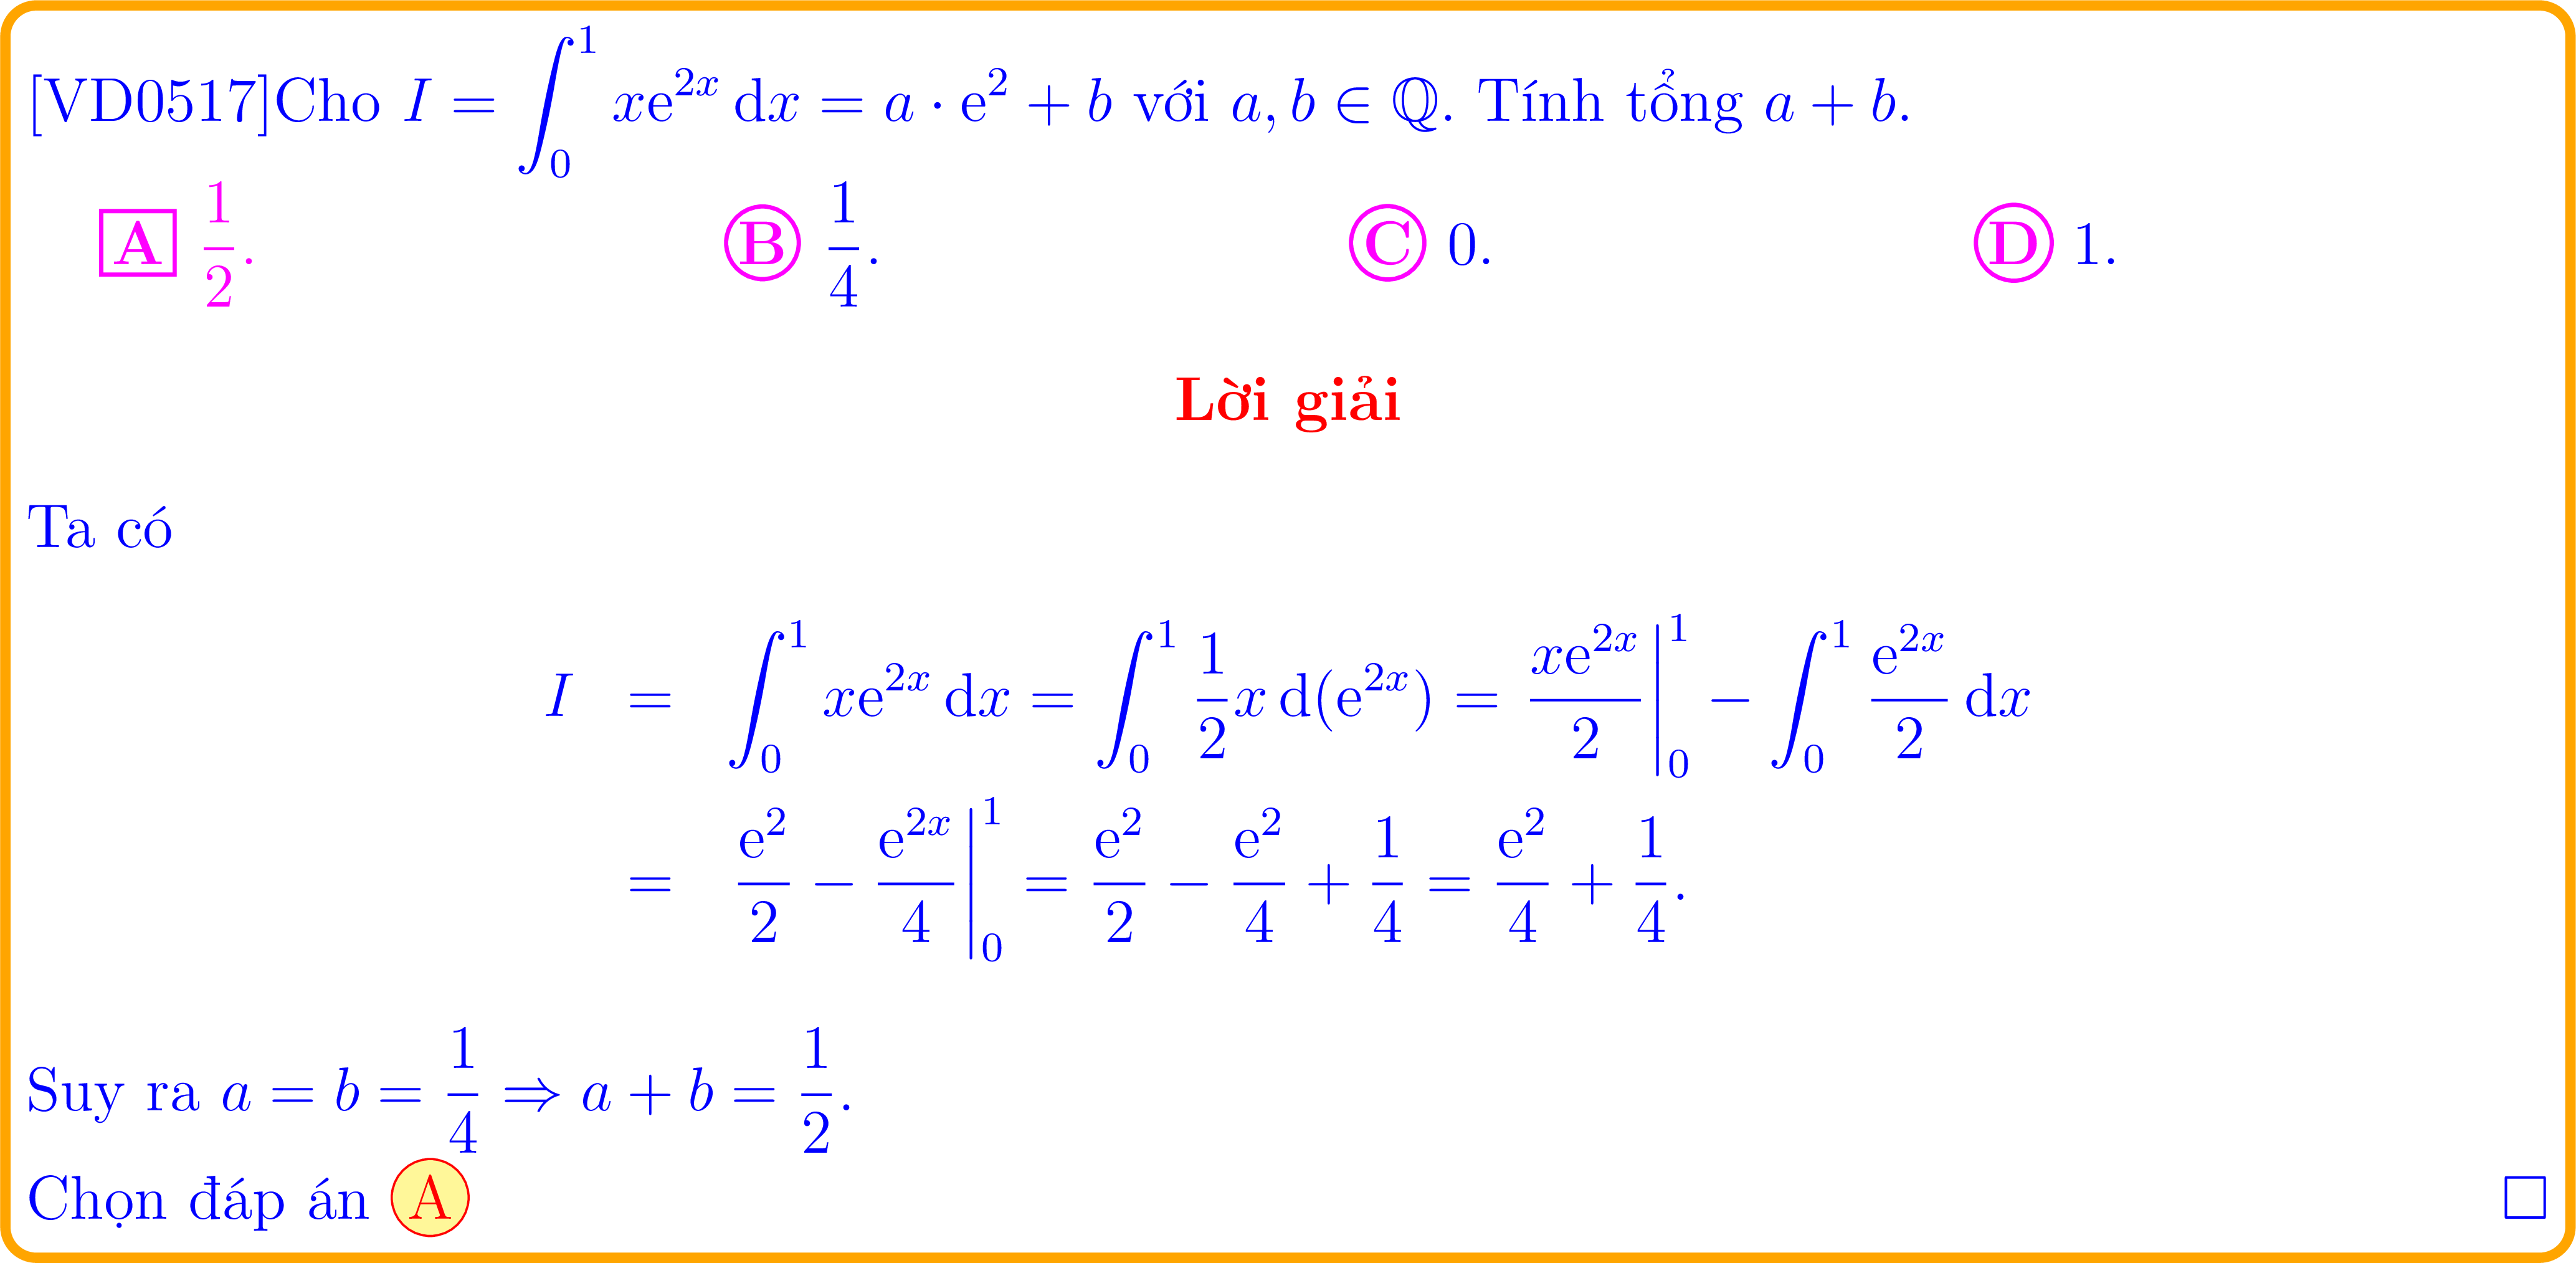 [VD0517]Cho $I = \int_0^1 x\mathrm{e}^{2x}\,\mathrm{d}x = a \cdot \mathrm{e}^2 + b$ với $a, b \in \mathbb{Q}$. Tính tổng $a + b$.
A $\frac{1}{2}$. B $\frac{1}{4}$. C 0. D 1.
Lời giải
Ta có
$I = \int_0^1 x\mathrm{e}^{2x}\,\mathrm{d}x = \int_0^1 \frac{1}{2}x\,\mathrm{d}(\mathrm{e}^{2x}) = \left.\frac{x\mathrm{e}^{2x}}{2}\right|_0^1 - \int_0^1 \frac{\mathrm{e}^{2x}}{2}\,\mathrm{d}x$
$= \frac{\mathrm{e}^2}{2} - \left.\frac{\mathrm{e}^{2x}}{4}\right|_0^1 = \frac{\mathrm{e}^2}{2} - \frac{\mathrm{e}^2}{4} + \frac{1}{4} = \frac{\mathrm{e}^2}{4} + \frac{1}{4}.$
Suy ra $a = b = \frac{1}{4} \Rightarrow a + b = \frac{1}{2}$.
Chọn đáp án A □